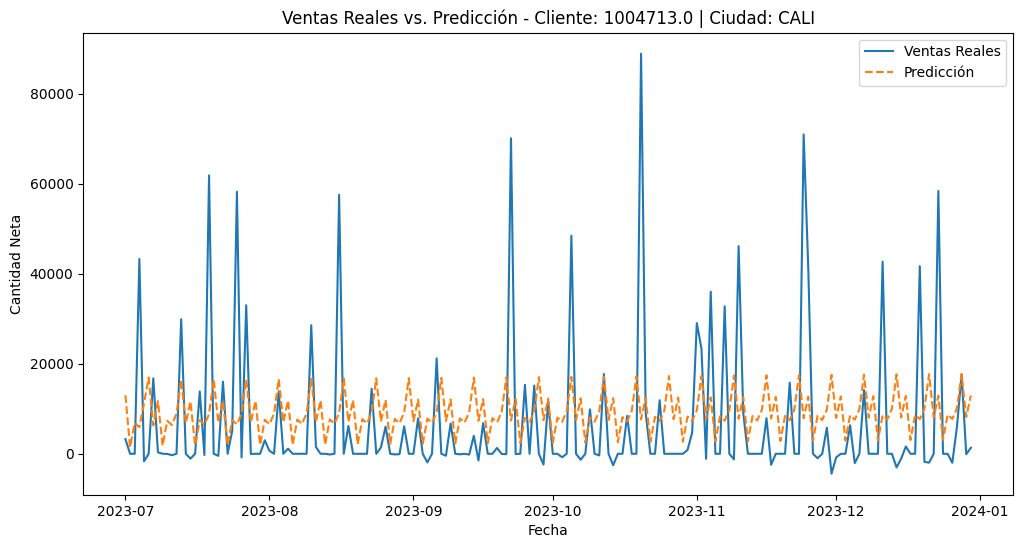 Ventas Reales vs. Predicción - Cliente: 1004713.0 | Ciudad: CALI
Ventas Reales
Predicción
Cantidad Neta
80000
60000
40000
20000
0
2023-07
2023-08
2023-09
2023-10
2023-11
2023-12
2024-01
Fecha